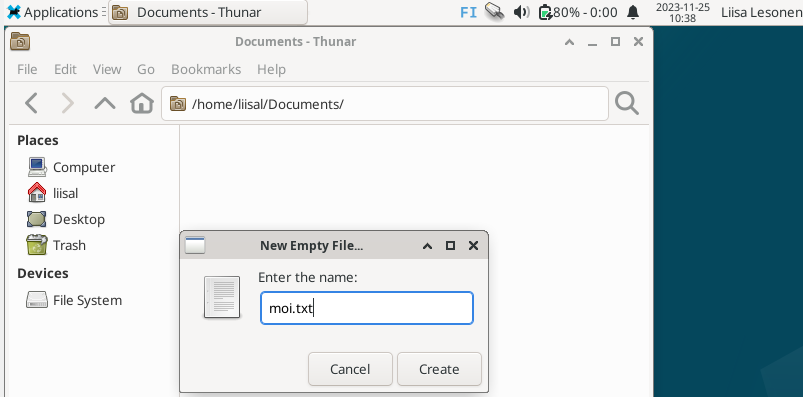 Applications Documents - Thunar FI 80% - 0:00 2023-11-25 Liisa Lesonen
10:38
Documents - Thunar
File Edit View Go Bookmarks Help
/home/liisal/Documents/
Places
Computer
liisal
Desktop
Trash
Devices
File System
New Empty File...
Enter the name:
moi.txt
Cancel Create